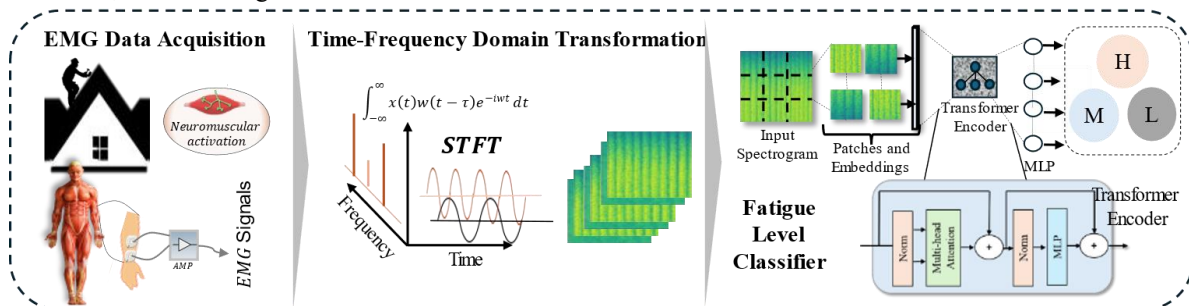 EMG Data Acquisition
Neuromuscular
activation
AMP
EMG Signals
Time-Frequency Domain Transformation
∫_{-∞}^{∞} x(t)w(t − τ)e^{-iwt} dt
STFT
Frequency
Time
Input
Spectrogram
Patches and
Embeddings
Transformer
Encoder
MLP
H
M
L
Fatigue
Level
Classifier
Transformer
Encoder
Norm
Multi-head
Attention
+
Norm
MLP
+